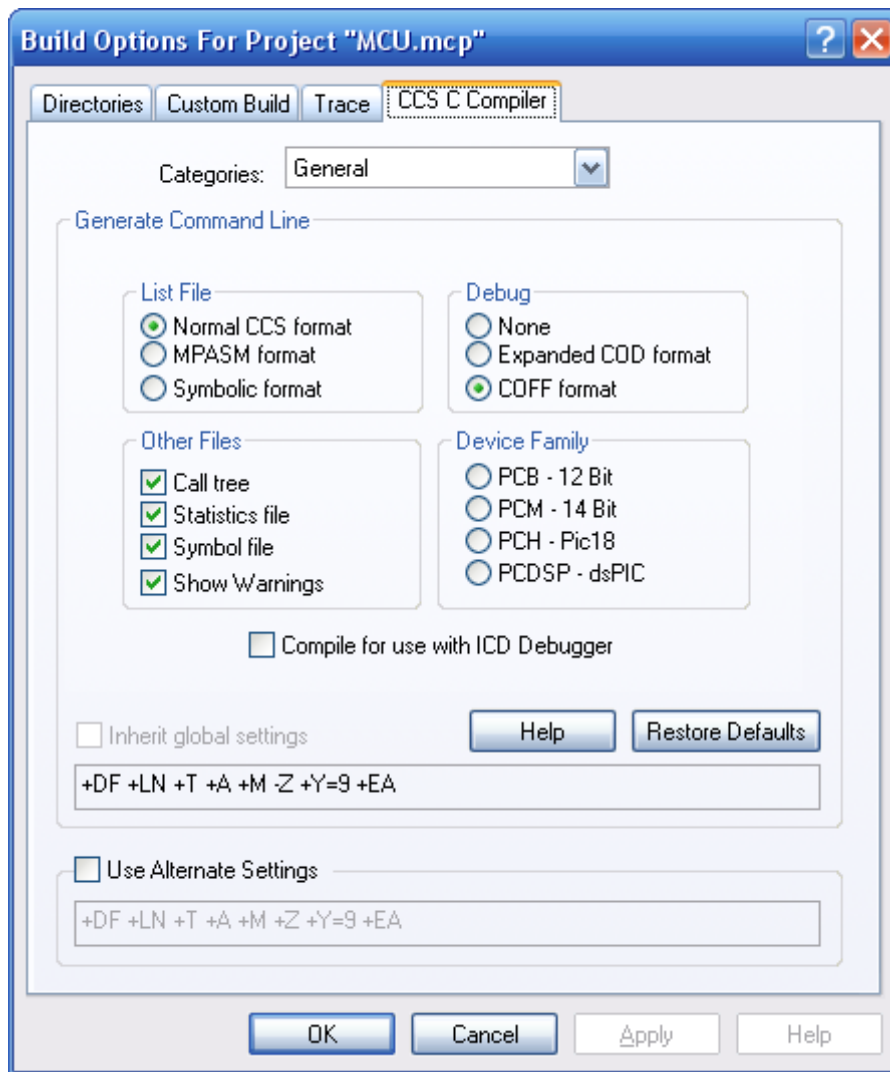 Build Options For Project "MCU.mcp"
Directories Custom Build Trace CCS C Compiler
Categories: General
Generate Command Line
List File
Normal CCS format
MPASM format
Symbolic format
Debug
None
Expanded COD format
COFF format
Other Files
Call tree
Statistics file
Symbol file
Show Warnings
Device Family
PCB - 12 Bit
PCM - 14 Bit
PCH - Pic18
PCDSP - dsPIC
Compile for use with ICD Debugger
Inherit global settings Help Restore Defaults
+DF +LN +T +A +M -Z +Y=9 +EA
Use Alternate Settings
+DF +LN +T +A +M +Z +Y=9 +EA
OK Cancel Apply Help